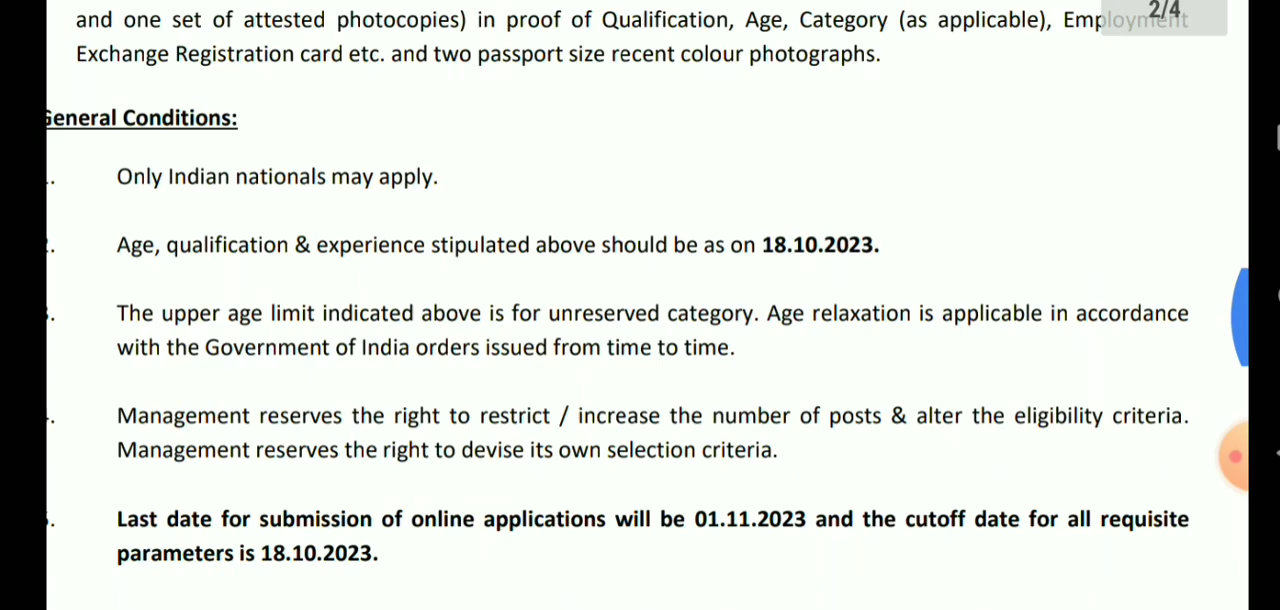 2/4
and one set of attested photocopies) in proof of Qualification, Age, Category (as applicable), Employment
Exchange Registration card etc. and two passport size recent colour photographs.
General Conditions:
Only Indian nationals may apply.
Age, qualification & experience stipulated above should be as on 18.10.2023.
The upper age limit indicated above is for unreserved category. Age relaxation is applicable in accordance
with the Government of India orders issued from time to time.
Management reserves the right to restrict / increase the number of posts & alter the eligibility criteria.
Management reserves the right to devise its own selection criteria.
Last date for submission of online applications will be 01.11.2023 and the cutoff date for all requisite
parameters is 18.10.2023.